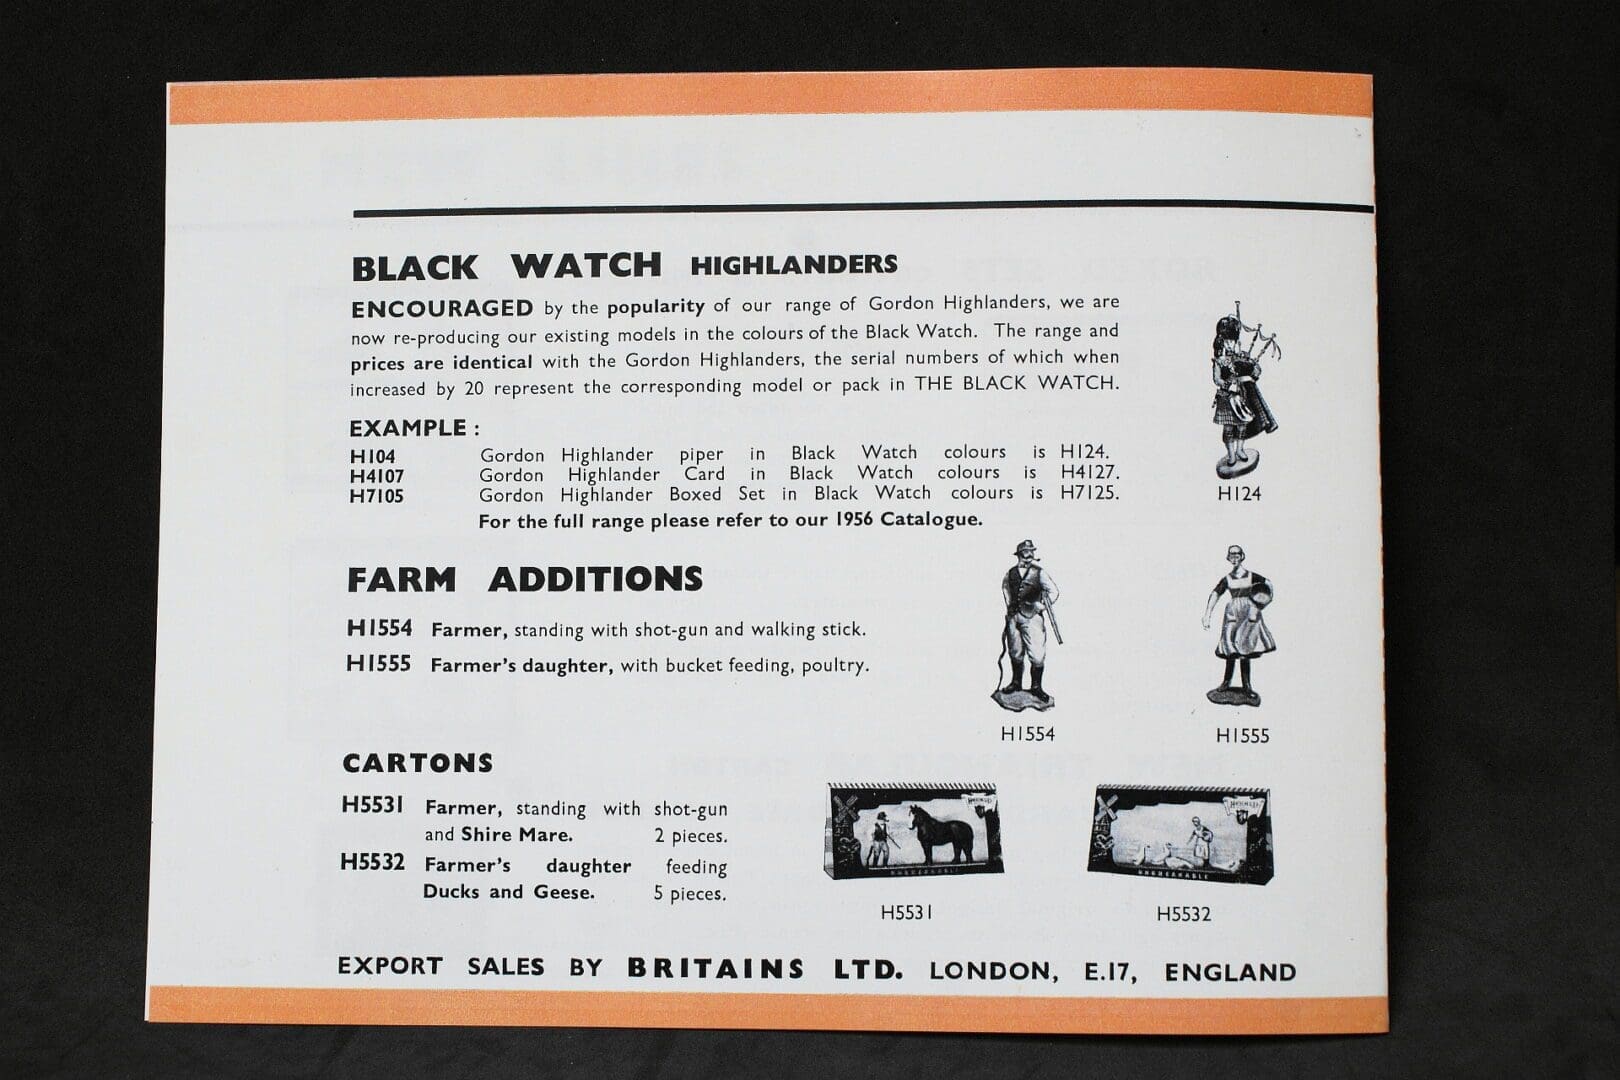 BLACK WATCH HIGHLANDERS
ENCOURAGED by the popularity of our range of Gordon Highlanders, we are
now re-producing our existing models in the colours of the Black Watch. The range and
prices are identical with the Gordon Highlanders, the serial numbers of which when
increased by 20 represent the corresponding model or pack in THE BLACK WATCH.
EXAMPLE :
H104 Gordon Highlander piper in Black Watch colours is H124.
H4107 Gordon Highlander Card in Black Watch colours is H4127.
H7105 Gordon Highlander Boxed Set in Black Watch colours is H7125.
For the full range please refer to our 1956 Catalogue.
H124
FARM ADDITIONS
H1554 Farmer, standing with shot-gun and walking stick.
H1555 Farmer's daughter, with bucket feeding, poultry.
H1554
H1555
CARTONS
H5531 Farmer, standing with shot-gun
and Shire Mare. 2 pieces.
H5532 Farmer's daughter feeding
Ducks and Geese. 5 pieces.
UNBREAKABLE
UNBREAKABLE
H5531
H5532
EXPORT SALES BY BRITAINS LTD. LONDON, E.17, ENGLAND